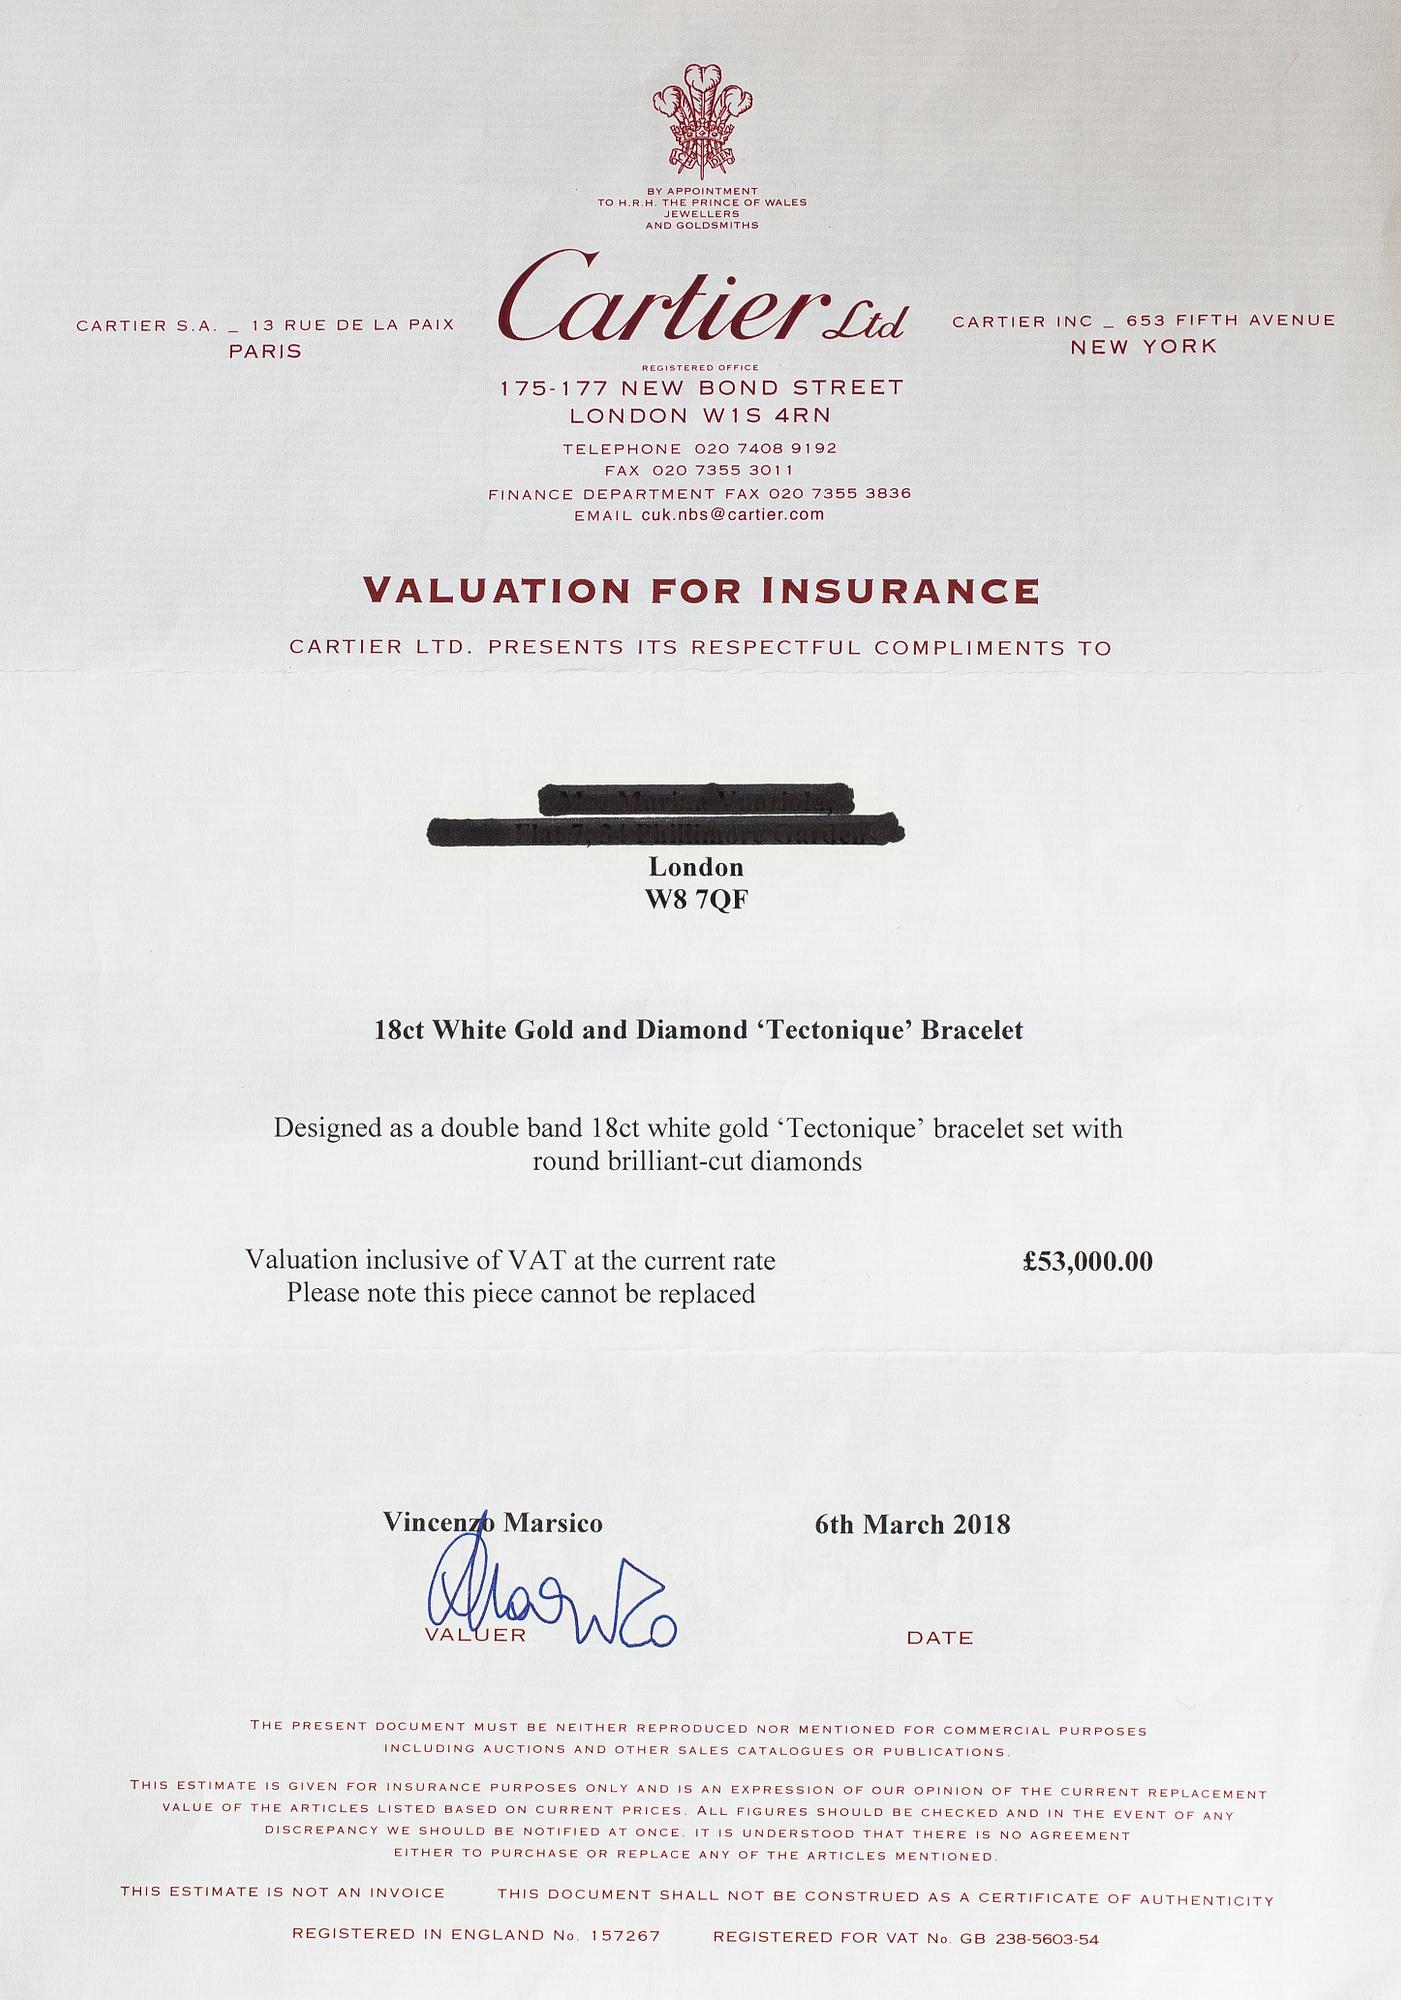 ICH DIEN
BY APPOINTMENT
TO H.R.H. THE PRINCE OF WALES
JEWELLERS
AND GOLDSMITHS
Cartier Ltd
CARTIER S.A. _ 13 RUE DE LA PAIX
PARIS
CARTIER INC _ 653 FIFTH AVENUE
NEW YORK
REGISTERED OFFICE
175-177 NEW BOND STREET
LONDON W1S 4RN
TELEPHONE 020 7408 9192
FAX 020 7355 3011
FINANCE DEPARTMENT FAX 020 7355 3836
EMAIL cuk.nbs@cartier.com
VALUATION FOR INSURANCE
CARTIER LTD. PRESENTS ITS RESPECTFUL COMPLIMENTS TO
London
W8 7QF
18ct White Gold and Diamond ‘Tectonique’ Bracelet
Designed as a double band 18ct white gold ‘Tectonique’ bracelet set with
round brilliant-cut diamonds
Valuation inclusive of VAT at the current rate £53,000.00
Please note this piece cannot be replaced
Vincenzo Marsico 6th March 2018
VALUER DATE
THE PRESENT DOCUMENT MUST BE NEITHER REPRODUCED NOR MENTIONED FOR COMMERCIAL PURPOSES
INCLUDING AUCTIONS AND OTHER SALES CATALOGUES OR PUBLICATIONS.
THIS ESTIMATE IS GIVEN FOR INSURANCE PURPOSES ONLY AND IS AN EXPRESSION OF OUR OPINION OF THE CURRENT REPLACEMENT
VALUE OF THE ARTICLES LISTED BASED ON CURRENT PRICES. ALL FIGURES SHOULD BE CHECKED AND IN THE EVENT OF ANY
DISCREPANCY WE SHOULD BE NOTIFIED AT ONCE. IT IS UNDERSTOOD THAT THERE IS NO AGREEMENT
EITHER TO PURCHASE OR REPLACE ANY OF THE ARTICLES MENTIONED.
THIS ESTIMATE IS NOT AN INVOICE THIS DOCUMENT SHALL NOT BE CONSTRUED AS A CERTIFICATE OF AUTHENTICITY
REGISTERED IN ENGLAND No. 157267 REGISTERED FOR VAT No. GB 238-5603-54